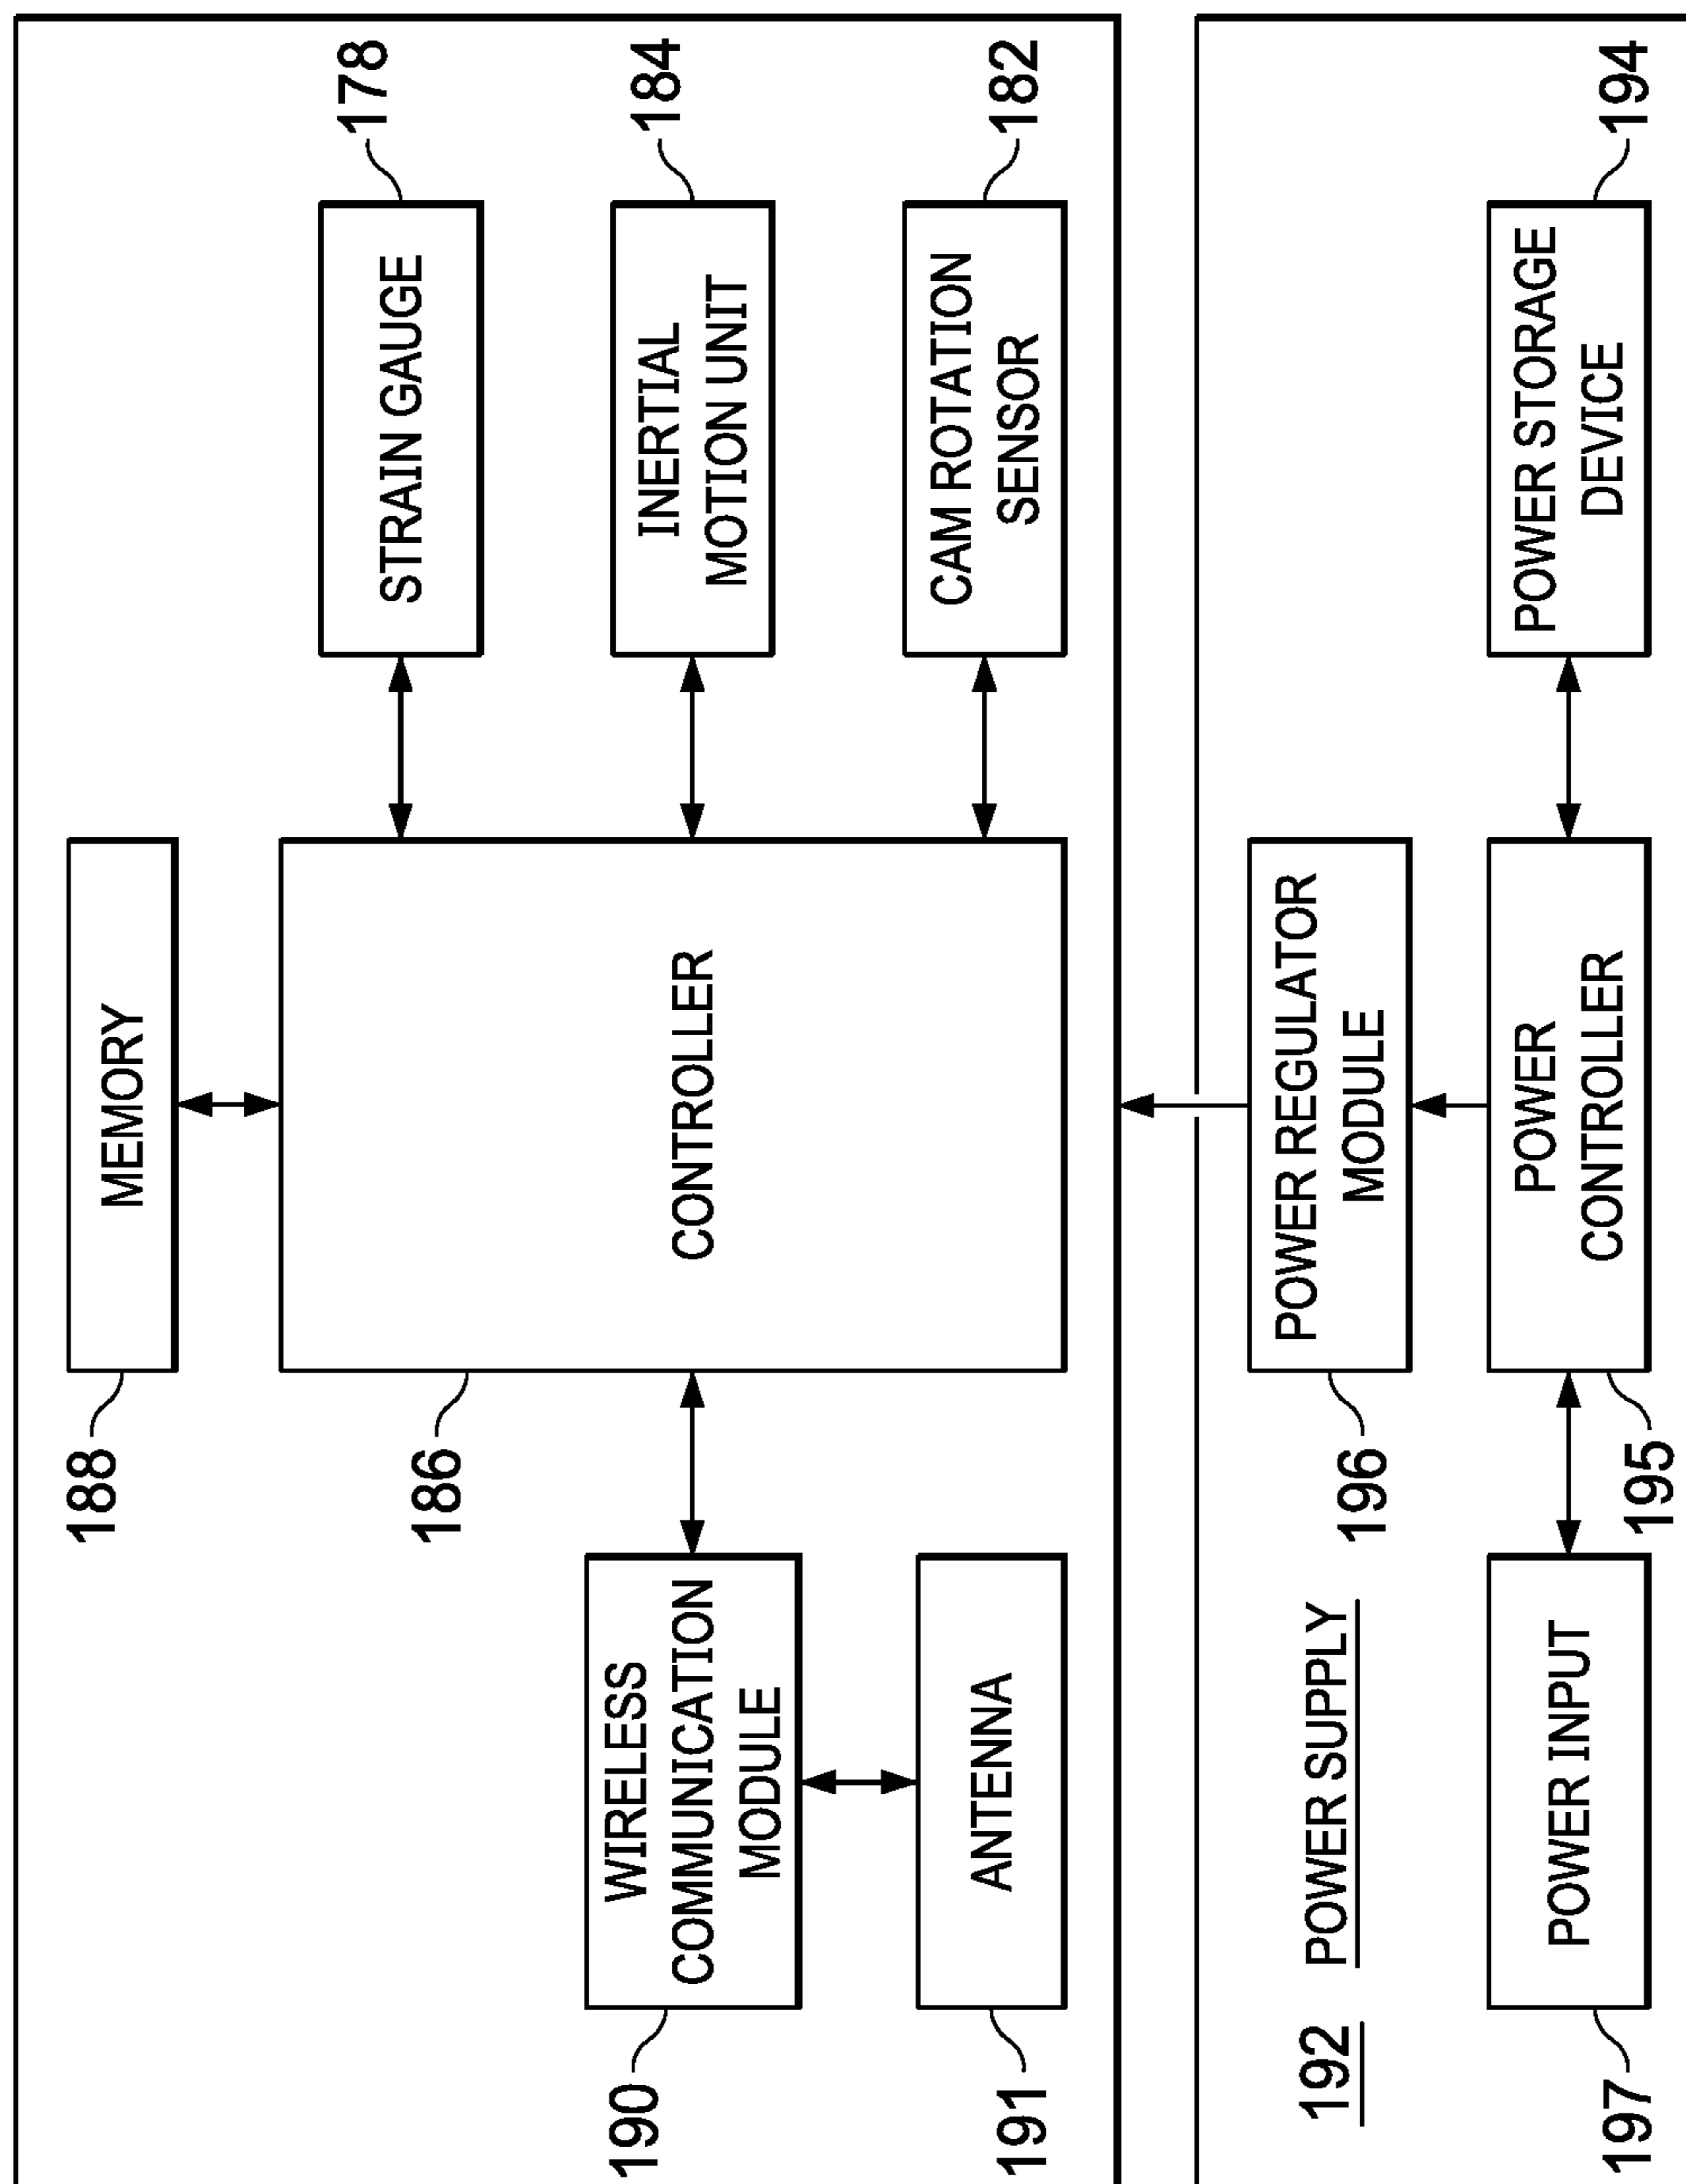 188
MEMORY
178
STRAIN GAUGE
186
CONTROLLER
190
WIRELESS
COMMUNICATION
MODULE
184
INERTIAL
MOTION UNIT
191
ANTENNA
182
CAM ROTATION
SENSOR
192 POWER SUPPLY
196
POWER REGULATOR
MODULE
197
POWER INPUT
195
POWER
CONTROLLER
194
POWER STORAGE
DEVICE